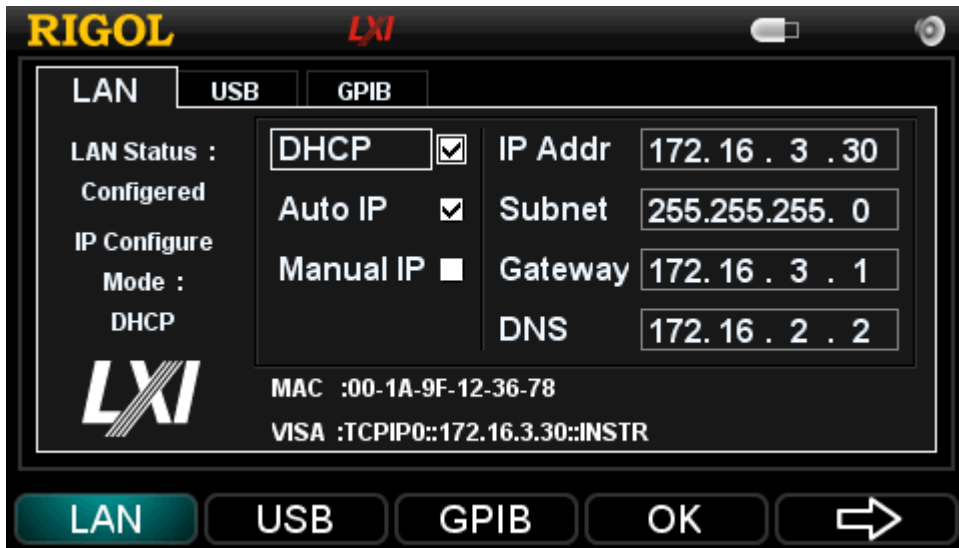 RIGOL LXI
LAN USB GPIB
LAN Status :
Configered
IP Configure
Mode :
DHCP
LXI
DHCP
Auto IP
Manual IP
IP Addr 172. 16 . 3 . 30
Subnet 255.255.255. 0
Gateway 172. 16 . 3 . 1
DNS 172. 16 . 2 . 2
MAC :00-1A-9F-12-36-78
VISA :TCPIP0::172.16.3.30::INSTR
LAN USB GPIB OK